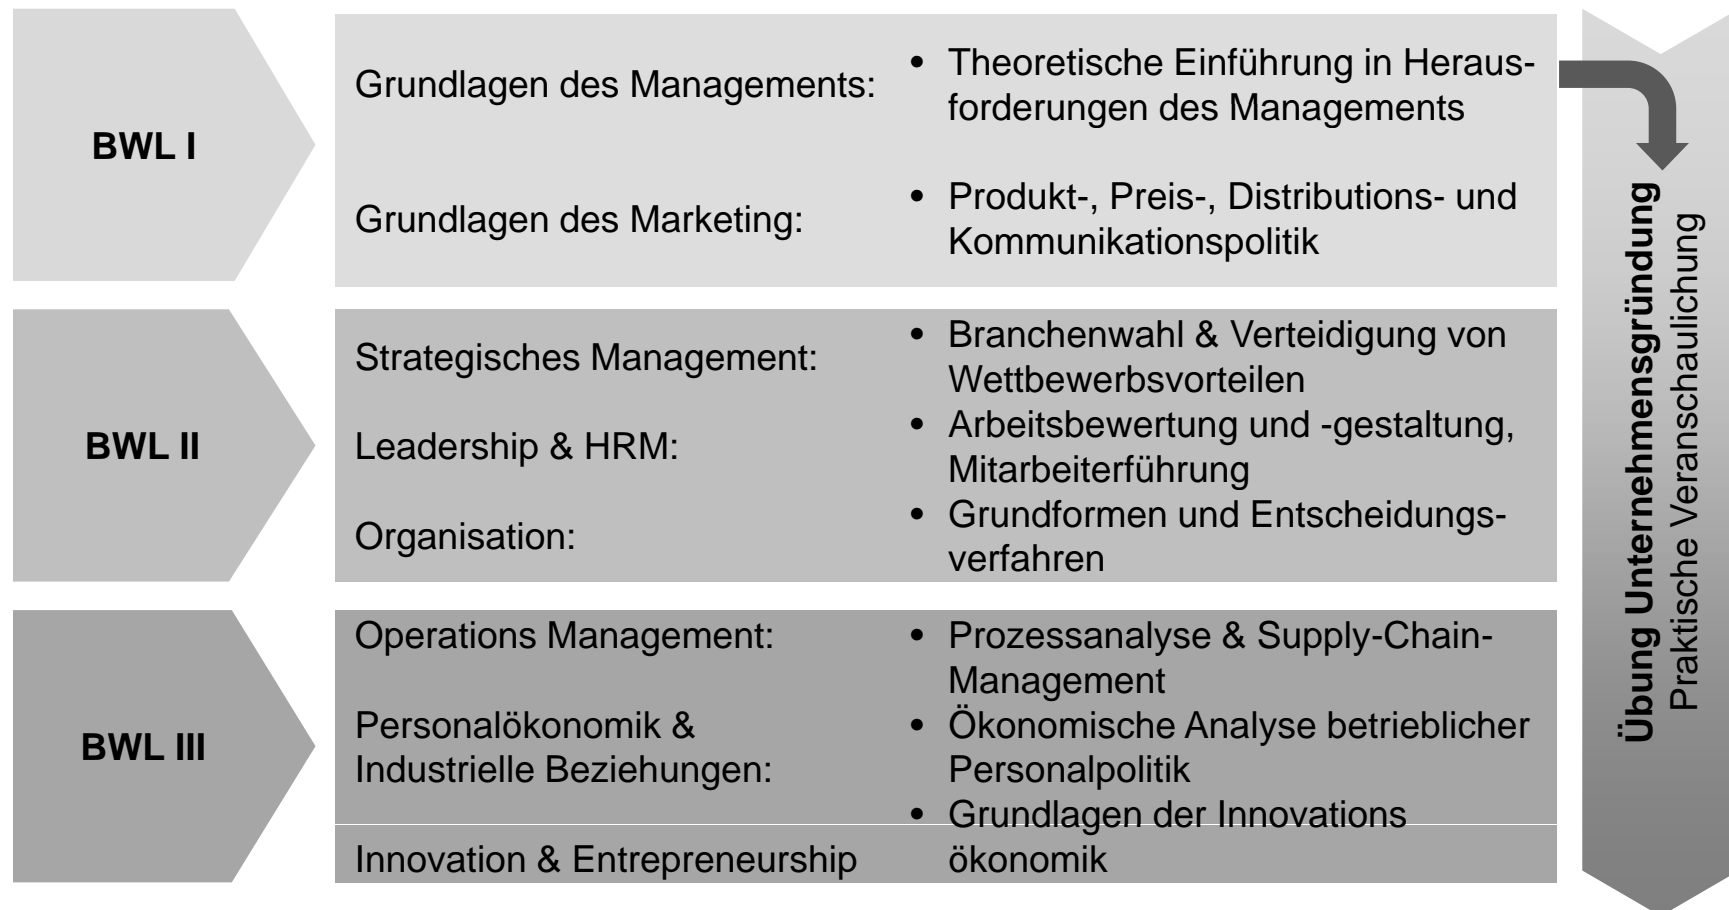 BWL I
Grundlagen des Managements:
• Theoretische Einführung in Heraus-
forderungen des Managements
Grundlagen des Marketing:
• Produkt-, Preis-, Distributions- und
Kommunikationspolitik
BWL II
Strategisches Management:
• Branchenwahl & Verteidigung von
Wettbewerbsvorteilen
Leadership & HRM:
• Arbeitsbewertung und -gestaltung,
Mitarbeiterführung
Organisation:
• Grundformen und Entscheidungs-
verfahren
BWL III
Operations Management:
• Prozessanalyse & Supply-Chain-
Management
Personalökonomik &
Industrielle Beziehungen:
• Ökonomische Analyse betrieblicher
Personalpolitik
Innovation & Entrepreneurship
• Grundlagen der Innovations
ökonomik
Übung Unternehmensgründung
Praktische Veranschaulichung